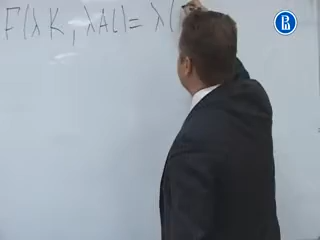 F(λK, λAL) = λ(